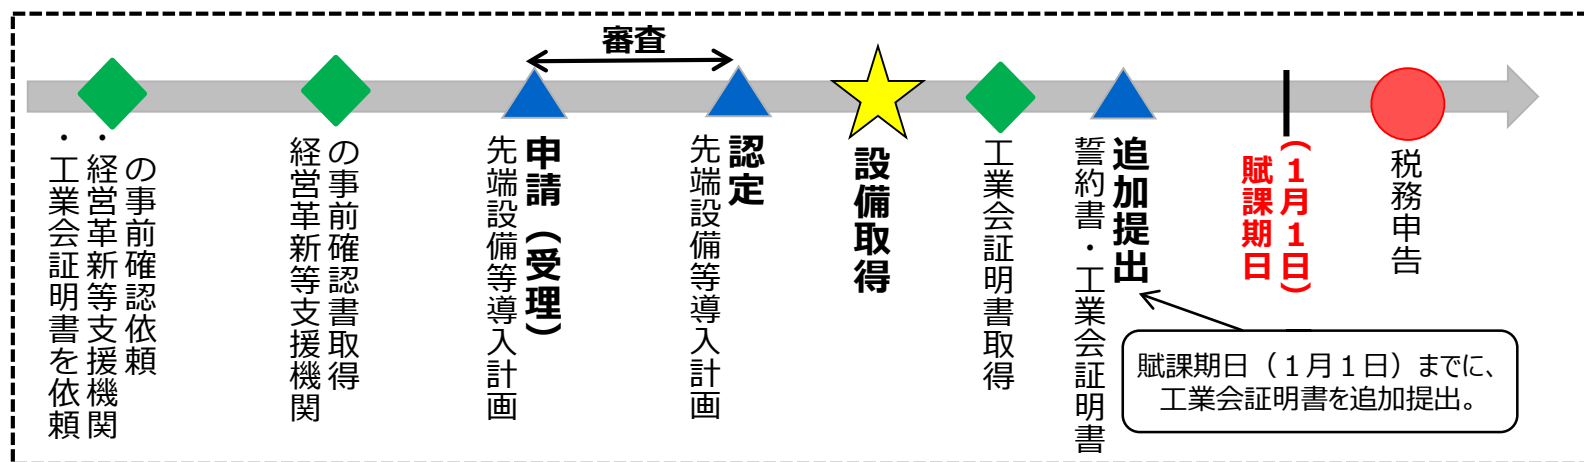 審査
・工業会証明書を依頼
・経営革新等支援機関
の事前確認依頼
経営革新等支援機関
の事前確認書取得
先端設備等導入計画
申請（受理）
先端設備等導入計画
認定
設備取得
工業会証明書取得
誓約書・工業会証明書
追加提出
賦課期日
（１月１日）
税務申告
賦課期日（１月１日）までに、
工業会証明書を追加提出。